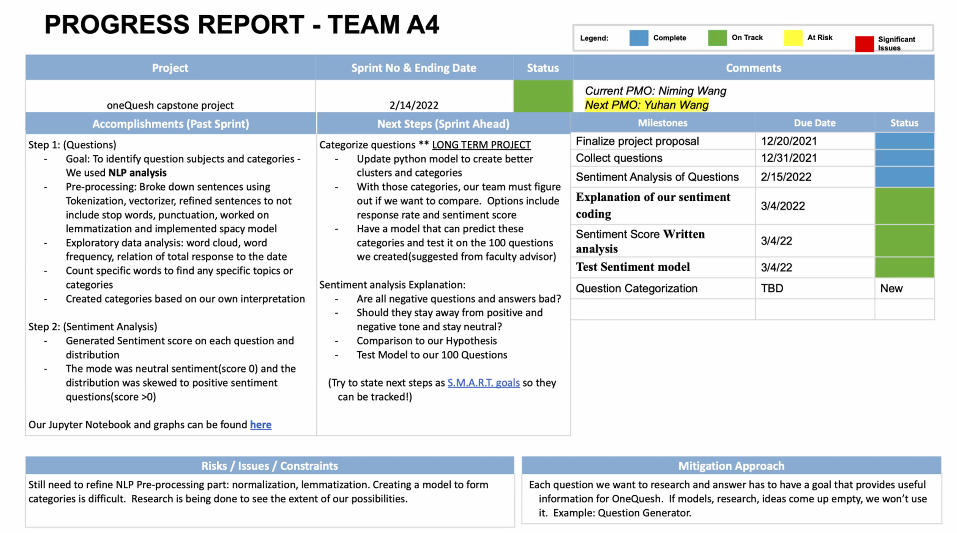 PROGRESS REPORT - TEAM A4
Legend: Complete On Track At Risk Significant
Issues
Project Sprint No & Ending Date Status Comments
oneQuesh capstone project 2/14/2022
Current PMO: Niming Wang
Next PMO: Yuhan Wang
Accomplishments (Past Sprint)
Step 1: (Questions)
- Goal: To identify question subjects and categories -
We used NLP analysis
- Pre-processing: Broke down sentences using
Tokenization, vectorizer, refined sentences to not
include stop words, punctuation, worked on
lemmatization and implemented spacy model
- Exploratory data analysis: word cloud, word
frequency, relation of total response to the date
- Count specific words to find any specific topics or
categories
- Created categories based on our own interpretation
Step 2: (Sentiment Analysis)
- Generated Sentiment score on each question and
distribution
- The mode was neutral sentiment(score 0) and the
distribution was skewed to positive sentiment
questions(score >0)
Our Jupyter Notebook and graphs can be found here
Next Steps (Sprint Ahead)
Categorize questions ** LONG TERM PROJECT
- Update python model to create better
clusters and categories
- With those categories, our team must figure
out if we want to compare. Options include
response rate and sentiment score
- Have a model that can predict these
categories and test it on the 100 questions
we created(suggested from faculty advisor)
Sentiment analysis Explanation:
- Are all negative questions and answers bad?
- Should they stay away from positive and
negative tone and stay neutral?
- Comparison to our Hypothesis
- Test Model to our 100 Questions
(Try to state next steps as S.M.A.R.T. goals so they
can be tracked!)
Milestones Due Date Status
Finalize project proposal 12/20/2021
Collect questions 12/31/2021
Sentiment Analysis of Questions 2/15/2022
Explanation of our sentiment
coding 3/4/2022
Sentiment Score Written
analysis 3/4/22
Test Sentiment model 3/4/22
Question Categorization TBD New
Risks / Issues / Constraints
Still need to refine NLP Pre-processing part: normalization, lemmatization. Creating a model to form
categories is difficult. Research is being done to see the extent of our possibilities.
Mitigation Approach
Each question we want to research and answer has to have a goal that provides useful
information for OneQuesh. If models, research, ideas come up empty, we won't use
it. Example: Question Generator.